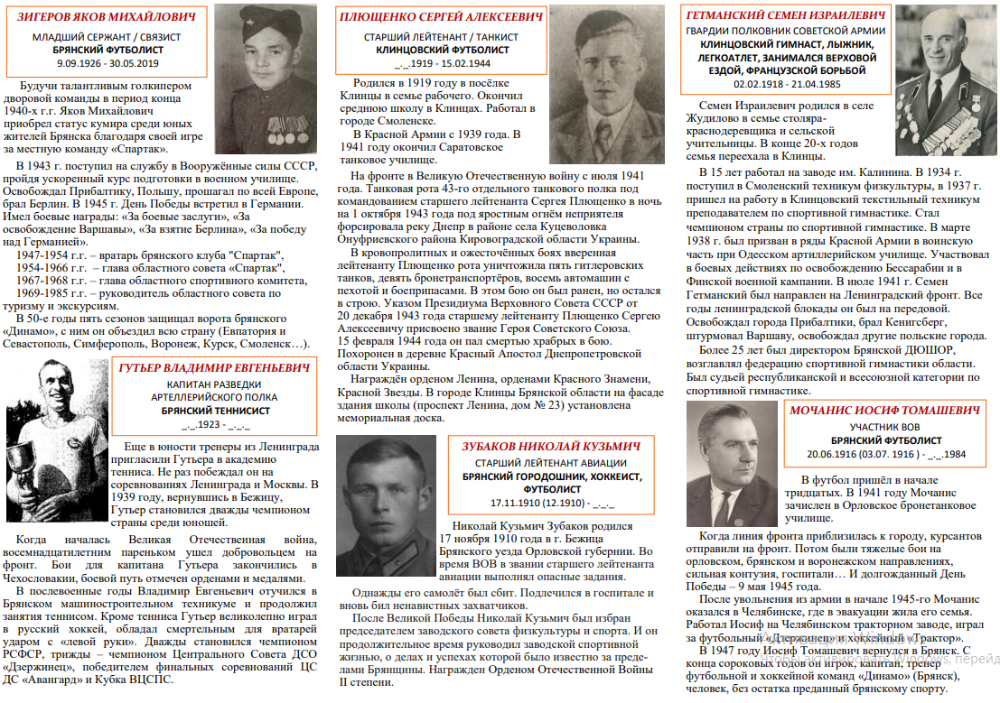 ЗИГЕРОВ ЯКОВ МИХАЙЛОВИЧ
МЛАДШИЙ СЕРЖАНТ / СВЯЗИСТ
БРЯНСКИЙ ФУТБОЛИСТ
9.09.1926 - 30.05.2019
Будучи талантливым голкипером
дворовой команды в период конца
1940-х г.г. Яков Михайлович
приобрел статус кумира среди юных
жителей Брянска благодаря своей игре
за местную команду «Спартак».
В 1943 г. поступил на службу в Вооружённые силы СССР,
пройдя ускоренный курс подготовки в военном училище.
Освобождал Прибалтику, Польшу, прошагал по всей Европе,
брал Берлин. В 1945 г. День Победы встретил в Германии.
Имел боевые награды: «За боевые заслуги», «За
освобождение Варшавы», «За взятие Берлина», «За победу
над Германией».
1947-1954 г.г. – вратарь брянского клуба "Спартак",
1954-1966 г.г.  – глава областного совета «Спартак",
1967-1968 г.г. – глава областного спортивного комитета,
1969-1985 г.г. – руководитель областного совета по
туризму и экскурсиям.
В 50-е годы пять сезонов защищал ворота брянского
«Динамо», с ним он объездил всю страну (Евпатория и
Севастополь, Симферополь, Воронеж, Курск, Смоленск…).
ГУТЬЕР ВЛАДИМИР ЕВГЕНЬЕВИЧ
КАПИТАН РАЗВЕДКИ
АРТЕЛЛЕРИЙСКОГО ПОЛКА
БРЯНСКИЙ ТЕННИСИСТ
_._.1923 - _._._
Еще в юности тренеры из Ленинграда
пригласили Гутьера в академию
тенниса. Не раз побеждал он на
соревнованиях Ленинграда и Москвы. В
1939 году, вернувшись в Бежицу,
Гутьер становился дважды чемпионом
страны среди юношей.
Когда началась Великая Отечественная война,
восемнадцатилетним пареньком ушел добровольцем на
фронт. Бои для капитана Гутьера закончились в
Чехословакии, боевой путь отмечен орденами и медалями.
В послевоенные годы Владимир Евгеньевич отучился в
Брянском машиностроительном техникуме и продолжил
занятия теннисом. Кроме тенниса Гутьер великолепно играл
в русский хоккей, обладал смертельным для вратарей
ударом с «левой руки». Дважды становился чемпионом
РСФСР, трижды – чемпионом Центрального Совета ДСО
«Дзержинец», победителем финальных соревнований ЦС
ДС «Авангард» и Кубка ВЦСПС.
ПЛЮЩЕНКО СЕРГЕЙ АЛЕКСЕЕВИЧ
СТАРШИЙ ЛЕЙТЕНАНТ / ТАНКИСТ
КЛИНЦОВСКИЙ ФУТБОЛИСТ
_._.1919 - 15.02.1944
Родился в 1919 году в посёлке
Клинцы в семье рабочего. Окончил
среднюю школу в Клинцах. Работал в
городе Смоленске.
В Красной Армии с 1939 года. В
1941 году окончил Саратовское
танковое училище.
На фронте в Великую Отечественную войну с июля 1941
года. Танковая рота 43-го отдельного танкового полка под
командованием старшего лейтенанта Сергея Плющенко в ночь
на 1 октября 1943 года под яростным огнём неприятеля
форсировала реку Днепр в районе села Куцеволовка
Онуфриевского района Кировоградской области Украины.
В кровопролитных и ожесточённых боях вверенная
лейтенанту Плющенко рота уничтожила пять гитлеровских
танков, девять бронетранспортёров, восемь автомашин с
пехотой и боеприпасами. В этом бою он был ранен, но остался
в строю. Указом Президиума Верховного Совета СССР от
20 декабря 1943 года старшему лейтенанту Плющенко Сергею
Алексеевичу присвоено звание Героя Советского Союза.
15 февраля 1944 года он пал смертью храбрых в бою.
Похоронен в деревне Красный Апостол Днепропетровской
области Украины.
Награждён орденом Ленина, орденами Красного Знамени,
Красной Звезды. В городе Клинцы Брянской области на фасаде
здания школы (проспект Ленина, дом № 23) установлена
мемориальная доска.
ЗУБАКОВ НИКОЛАЙ КУЗЬМИЧ
СТАРШИЙ ЛЕЙТЕНАНТ АВИАЦИИ
БРЯНСКИЙ ГОРОДОШНИК, ХОККЕИСТ,
ФУТБОЛИСТ
17.11.1910 (12.1910) - _._._
Николай Кузьмич Зубаков родился
17 ноября 1910 года в г. Бежица
Брянского уезда Орловской губернии. Во
время ВОВ в звании старшего лейтенанта
авиации выполнял опасные задания.
Однажды его самолёт был сбит. Подлечился в госпитале и
вновь бил ненавистных захватчиков.
После Великой Победы Николай Кузьмич был избран
председателем заводского совета физкультуры и спорта. И он
продолжительное время руководил заводской спортивной
жизнью, о делах и успехах которой было известно за преде-
лами Брянщины. Награжден Орденом Отечественной Войны
II степени.
ГЕТМАНСКИЙ СЕМЕН ИЗРАИЛЕВИЧ
ГВАРДИИ ПОЛКОВНИК СОВЕТСКОЙ АРМИИ
КЛИНЦОВСКИЙ ГИМНАСТ, ЛЫЖНИК,
ЛЕГКОАТЛЕТ, ЗАНИМАЛСЯ ВЕРХОВОЙ
ЕЗДОЙ, ФРАНЦУЗСКОЙ БОРЬБОЙ
02.02.1918 - 21.04.1985
Семен Израилевич родился в селе
Жудилово в семье столяра-
краснодеревщика и сельской
учительницы. В конце 20-х годов
семья переехала в Клинцы.
В 15 лет работал на заводе им. Калинина. В 1934 г.
поступил в Смоленский техникум физкультуры, в 1937 г.
пришел на работу в Клинцовский текстильный техникум
преподавателем по спортивной гимнастике. Стал
чемпионом страны по спортивной гимнастике. В марте
1938 г. был призван в ряды Красной Армии в воинскую
часть при Одесском артиллерийском училище. Участвовал
в боевых действиях по освобождению Бессарабии и в
Финской военной кампании. В июле 1941 г. Семен
Гетманский был направлен на Ленинградский фронт. Все
годы ленинградской блокады он был на передовой.
Освобождал города Прибалтики, брал Кенигсберг,
штурмовал Варшаву, освобождал другие польские города.
Более 25 лет был директором Брянской ДЮШОР,
возглавлял федерацию спортивной гимнастики области.
Был судьей республиканской и всесоюзной категории по
спортивной гимнастике.
МОЧАНИС ИОСИФ ТОМАШЕВИЧ
УЧАСТНИК ВОВ
БРЯНСКИЙ ФУТБОЛИСТ
20.06.1916 (03.07. 1916 ) - _._.1984
В футбол пришёл в начале
тридцатых. В 1941 году Мочанис
зачислен в Орловское бронетанковое
училище.
Когда линия фронта приблизилась к городу, курсантов
отправили на фронт. Потом были тяжелые бои на
орловском, брянском и воронежском направлениях,
сильная контузия, госпитали… И долгожданный День
Победы – 9 мая 1945 года.
После увольнения из армии в начале 1945-го Мочанис
оказался в Челябинске, где в эвакуации жила его семья.
Работал Иосиф на Челябинском тракторном заводе, играл
за футбольный «Дзержинец» и хоккейный «Трактор».
В 1947 году Иосиф Томашевич вернулся в Брянск. С
конца сороковых годов он игрок, капитан, тренер
футбольной и хоккейной команд «Динамо» (Брянск),
человек, без остатка преданный брянскому спорту.
Активация Windows
Чтобы активировать Windows, перейд